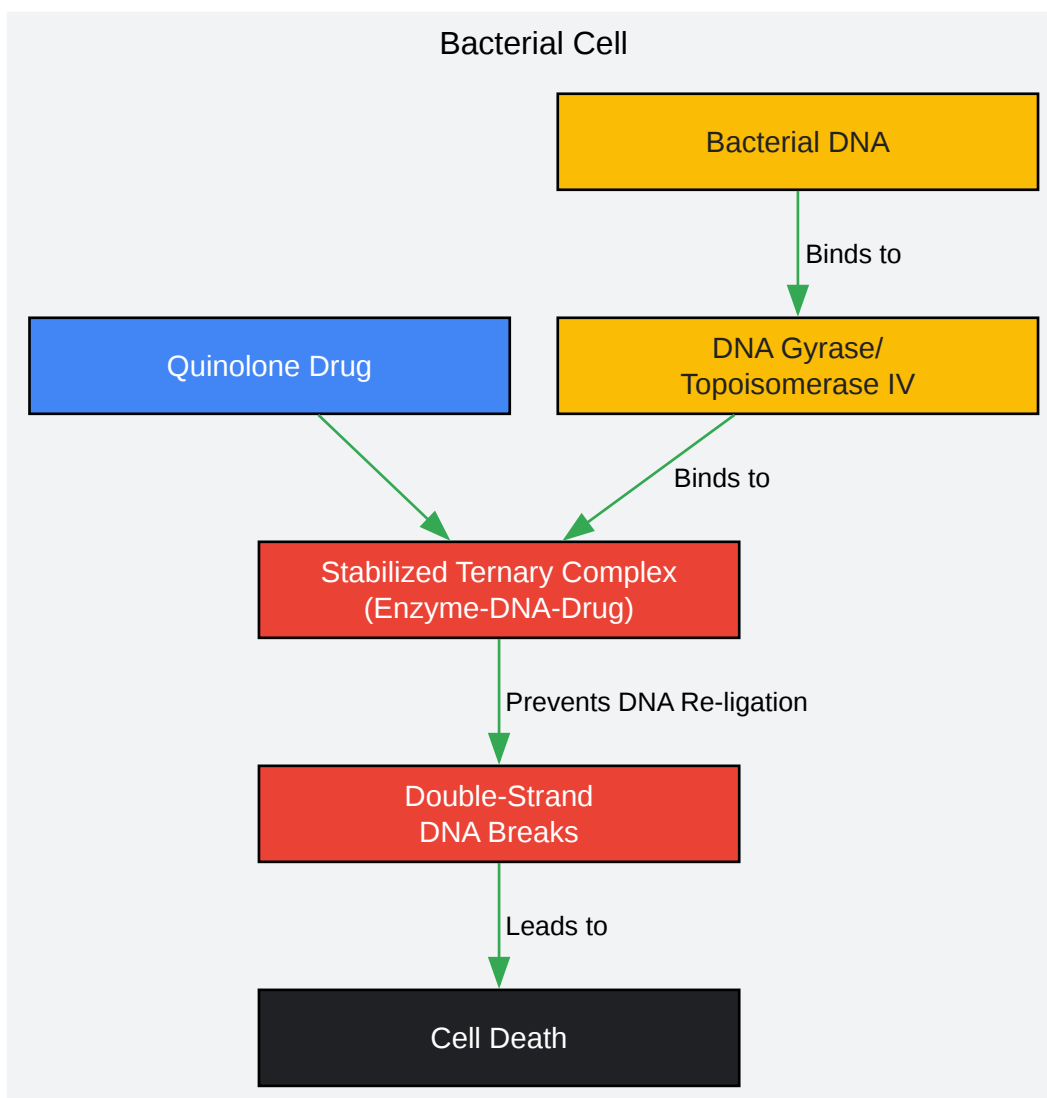 Bacterial Cell
Bacterial DNA
Binds to
Quinolone Drug
DNA Gyrase/
Topoisomerase IV
Binds to
Stabilized Ternary Complex
(Enzyme-DNA-Drug)
Prevents DNA Re-ligation
Double-Strand
DNA Breaks
Leads to
Cell Death